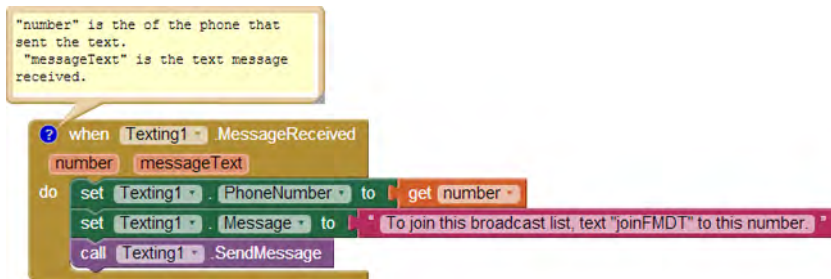 "number" is the of the phone that
sent the text.
"messageText" is the text message
received.
? when Texting1 .MessageReceived
number messageText
do set Texting1 . PhoneNumber to get number
set Texting1 . Message to " To join this broadcast list, text "joinFMDT" to this number. "
call Texting1 .SendMessage